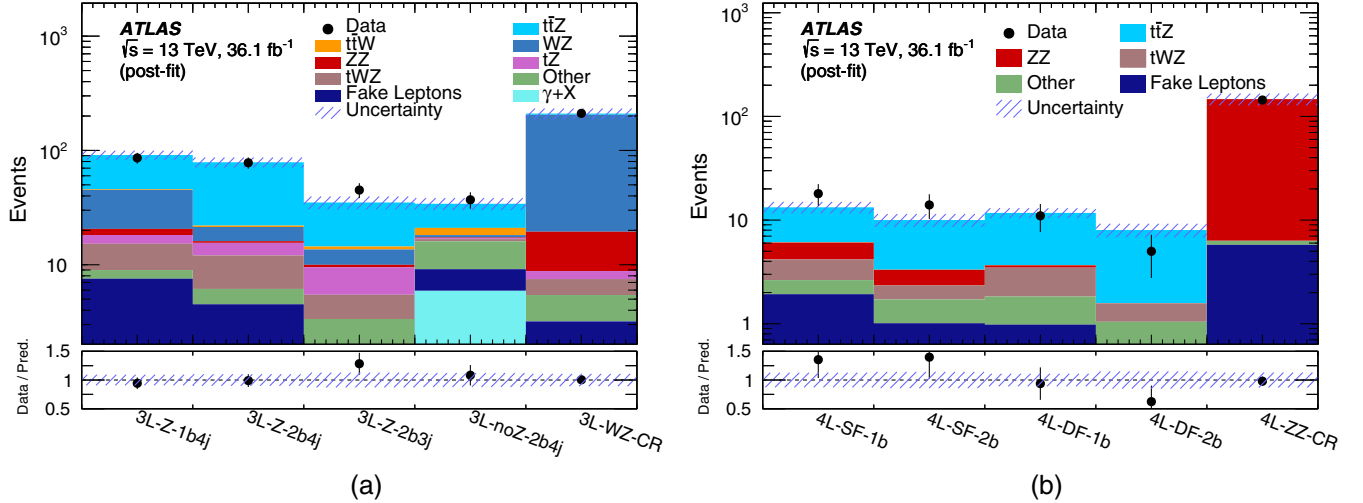 ATLAS
√s = 13 TeV, 36.1 fb⁻¹
(post-fit)
Data
tt̄W
ZZ
tWZ
Fake Leptons
Uncertainty
tt̄Z
WZ
tZ
Other
γ+X
Events
10³
10²
10
Data / Pred.
1.5
1
0.5
3L-Z-1b4j
3L-Z-2b4j
3L-Z-2b3j
3L-noZ-2b4j
3L-WZ-CR
(a)
ATLAS
√s = 13 TeV, 36.1 fb⁻¹
(post-fit)
Data
ZZ
Other
Uncertainty
tt̄Z
tWZ
Fake Leptons
Events
10³
10²
10
1
Data / Pred.
1.5
1
0.5
4L-SF-1b
4L-SF-2b
4L-DF-1b
4L-DF-2b
4L-ZZ-CR
(b)